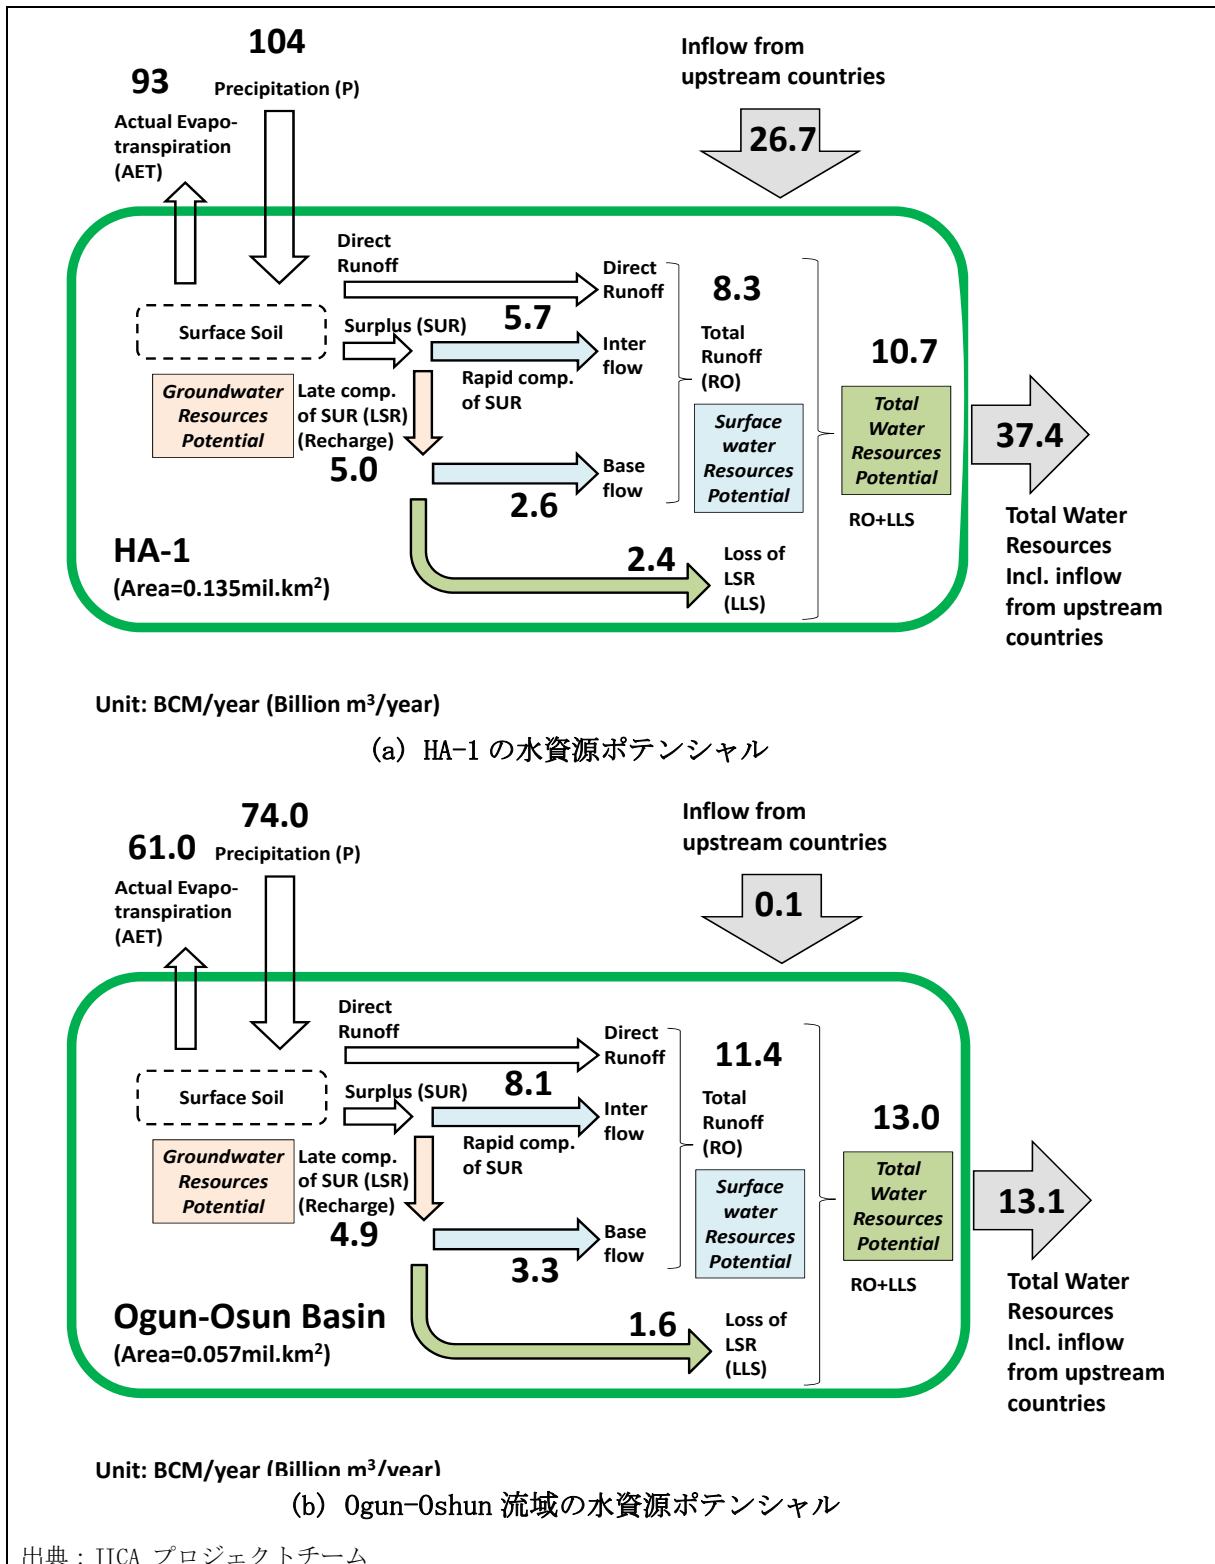 104
93
Precipitation (P)
Actual Evapo-
transpiration
(AET)
Inflow from
upstream countries
26.7
Direct
Runoff
Direct
Runoff
5.7
Surface Soil
Surplus (SUR)
Inter
flow
Rapid comp.
of SUR
Groundwater
Resources
Potential
Late comp.
of SUR (LSR)
(Recharge)
5.0
Base
flow
2.6
8.3
Total
Runoff
(RO)
Surface
water
Resources
Potential
10.7
Total
Water
Resources
Potential
RO+LLS
37.4
Total Water
Resources
Incl. inflow
from upstream
countries
2.4
Loss of
LSR
(LLS)
HA-1
(Area=0.135mil.km²)
Unit: BCM/year (Billion m³/year)
(a) HA-1 の水資源ポテンシャル
74.0
61.0
Precipitation (P)
Actual Evapo-
transpiration
(AET)
Inflow from
upstream countries
0.1
Direct
Runoff
Direct
Runoff
8.1
Surface Soil
Surplus (SUR)
Inter
flow
Rapid comp.
of SUR
Groundwater
Resources
Potential
Late comp.
of SUR (LSR)
(Recharge)
4.9
Base
flow
3.3
11.4
Total
Runoff
(RO)
Surface
water
Resources
Potential
13.0
Total
Water
Resources
Potential
RO+LLS
13.1
Total Water
Resources
Incl. inflow
from upstream
countries
1.6
Loss of
LSR
(LLS)
Ogun-Osun Basin
(Area=0.057mil.km²)
Unit: BCM/year (Billion m³/year)
(b) Ogun-Oshun 流域の水資源ポテンシャル
出典：JICA プロジェクトチーム